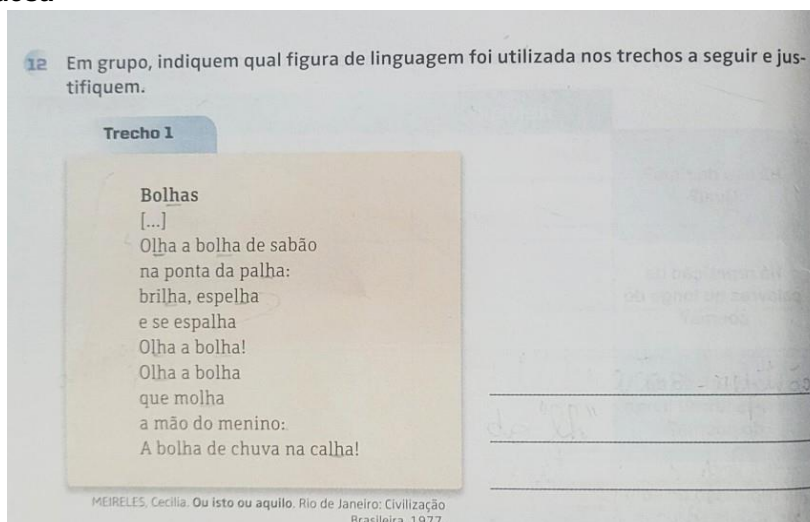 12 Em grupo, indiquem qual figura de linguagem foi utilizada nos trechos a seguir e jus-
tifiquem.
Trecho 1
Bolhas
[...]
Olha a bolha de sabão
na ponta da palha:
brilha, espelha
e se espalha
Olha a bolha!
Olha a bolha
que molha
a mão do menino:
A bolha de chuva na calha!
MEIRELES, Cecília. Ou isto ou aquilo. Rio de Janeiro: Civilização
Brasileira, 1977